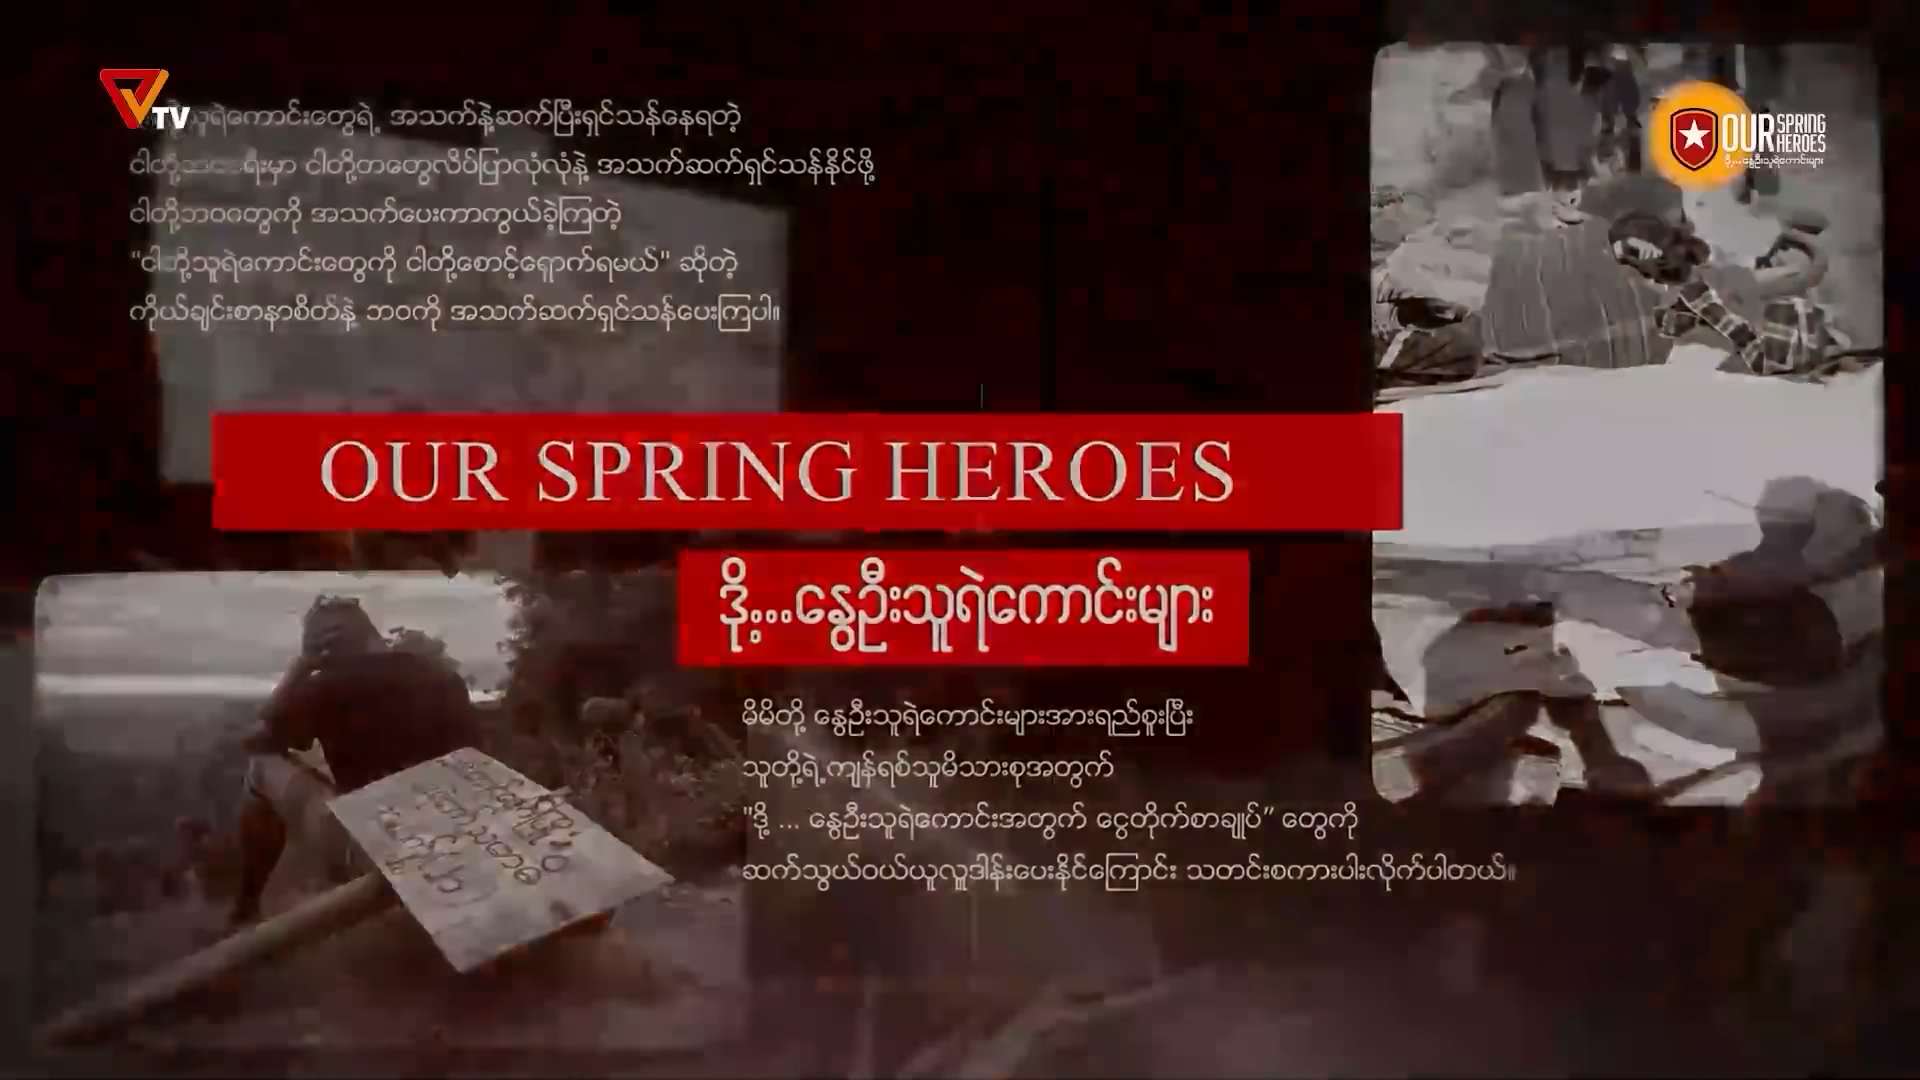 TV
သူရဲကောင်းတွေရဲ့ အသက်နဲ့ဆက်ပြီးရှင်သန်နေရတဲ့
ငါတို့ ငါတို့တတွေလိပ်ပြာလုံလုံနဲ့ အသက်ဆက်ရှင်သန်နိုင်ဖို့
ငါတို့ဘဝတွေကို အသက်ပေးကာကွယ်ခဲ့ကြတဲ့
"ငါတို့သူရဲကောင်းတွေကို ငါတို့စောင့်ရှောက်ရမယ်" ဆိုတဲ့
ကိုယ်ချင်းစာနာစိတ်နဲ့ ဘဝကို အသက်ဆက်ရှင်သန်ပေးကြပါ။
OUR SPRING HEROES
ဒို့...နွေဦးသူရဲကောင်းများ
OUR SPRING HEROES
ဒို့...နွေဦးသူရဲကောင်းများ
မိမိတို့ နွေဦးသူရဲကောင်းများအားရည်စူးပြီး
သူတို့ရဲ့ကျန်ရစ်သူမိသားစုအတွက်
"ဒို့ ... နွေဦးသူရဲကောင်းအတွက် ငွေတိုက်စာချုပ်" တွေကို
ဆက်သွယ်ဝယ်ယူလှူဒါန်းပေးနိုင်ကြောင်း သတင်းစကားပါးလိုက်ပါတယ်။